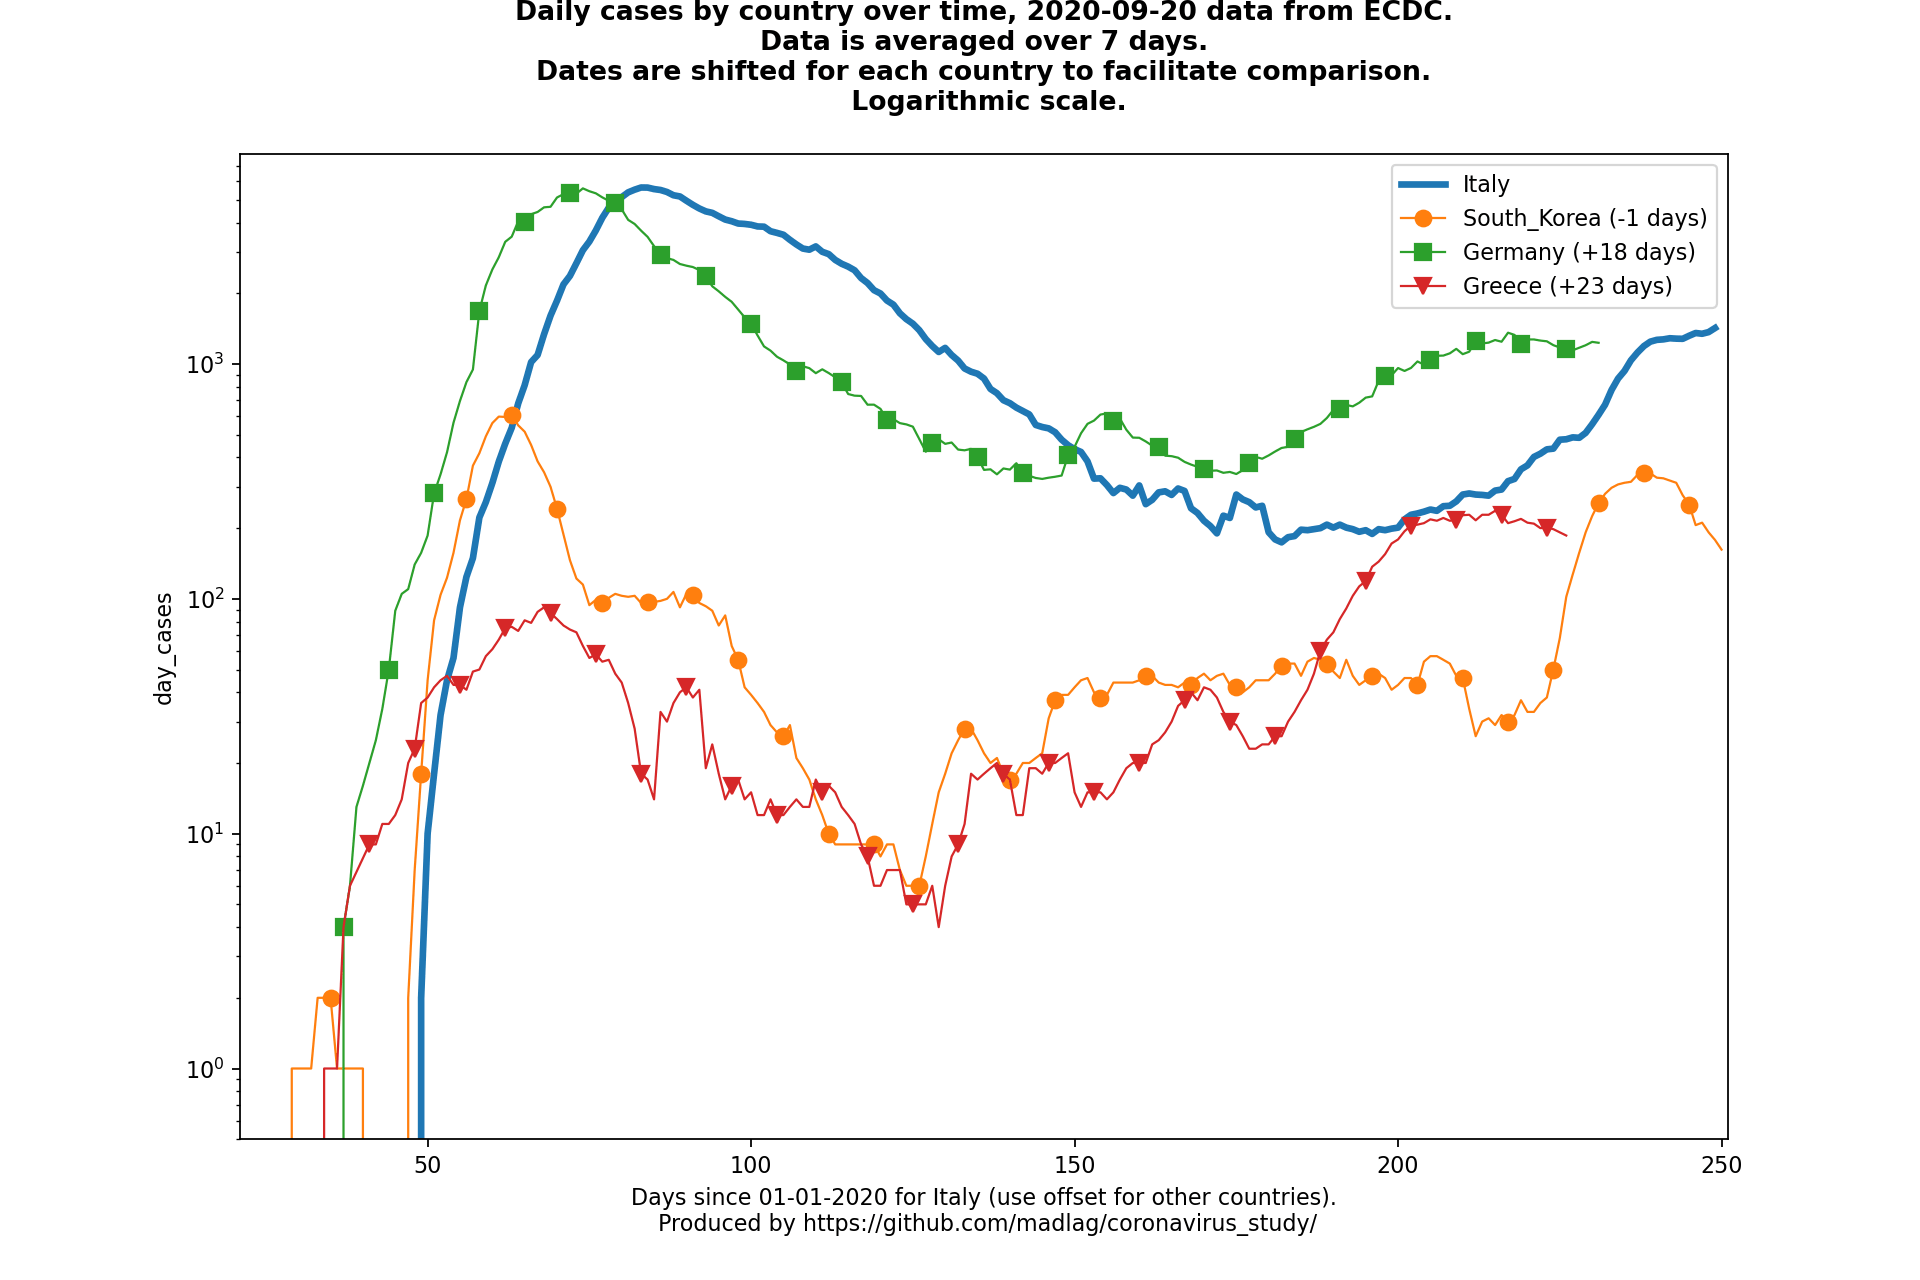 Daily cases by country over time, 2020-09-20 data from ECDC.
Data is averaged over 7 days.
Dates are shifted for each country to facilitate comparison.
Logarithmic scale.
Italy
South_Korea (-1 days)
Germany (+18 days)
Greece (+23 days)
day_cases
10³
10²
10¹
10⁰
50 100 150 200 250
Days since 01-01-2020 for Italy (use offset for other countries).
Produced by https://github.com/madlag/coronavirus_study/